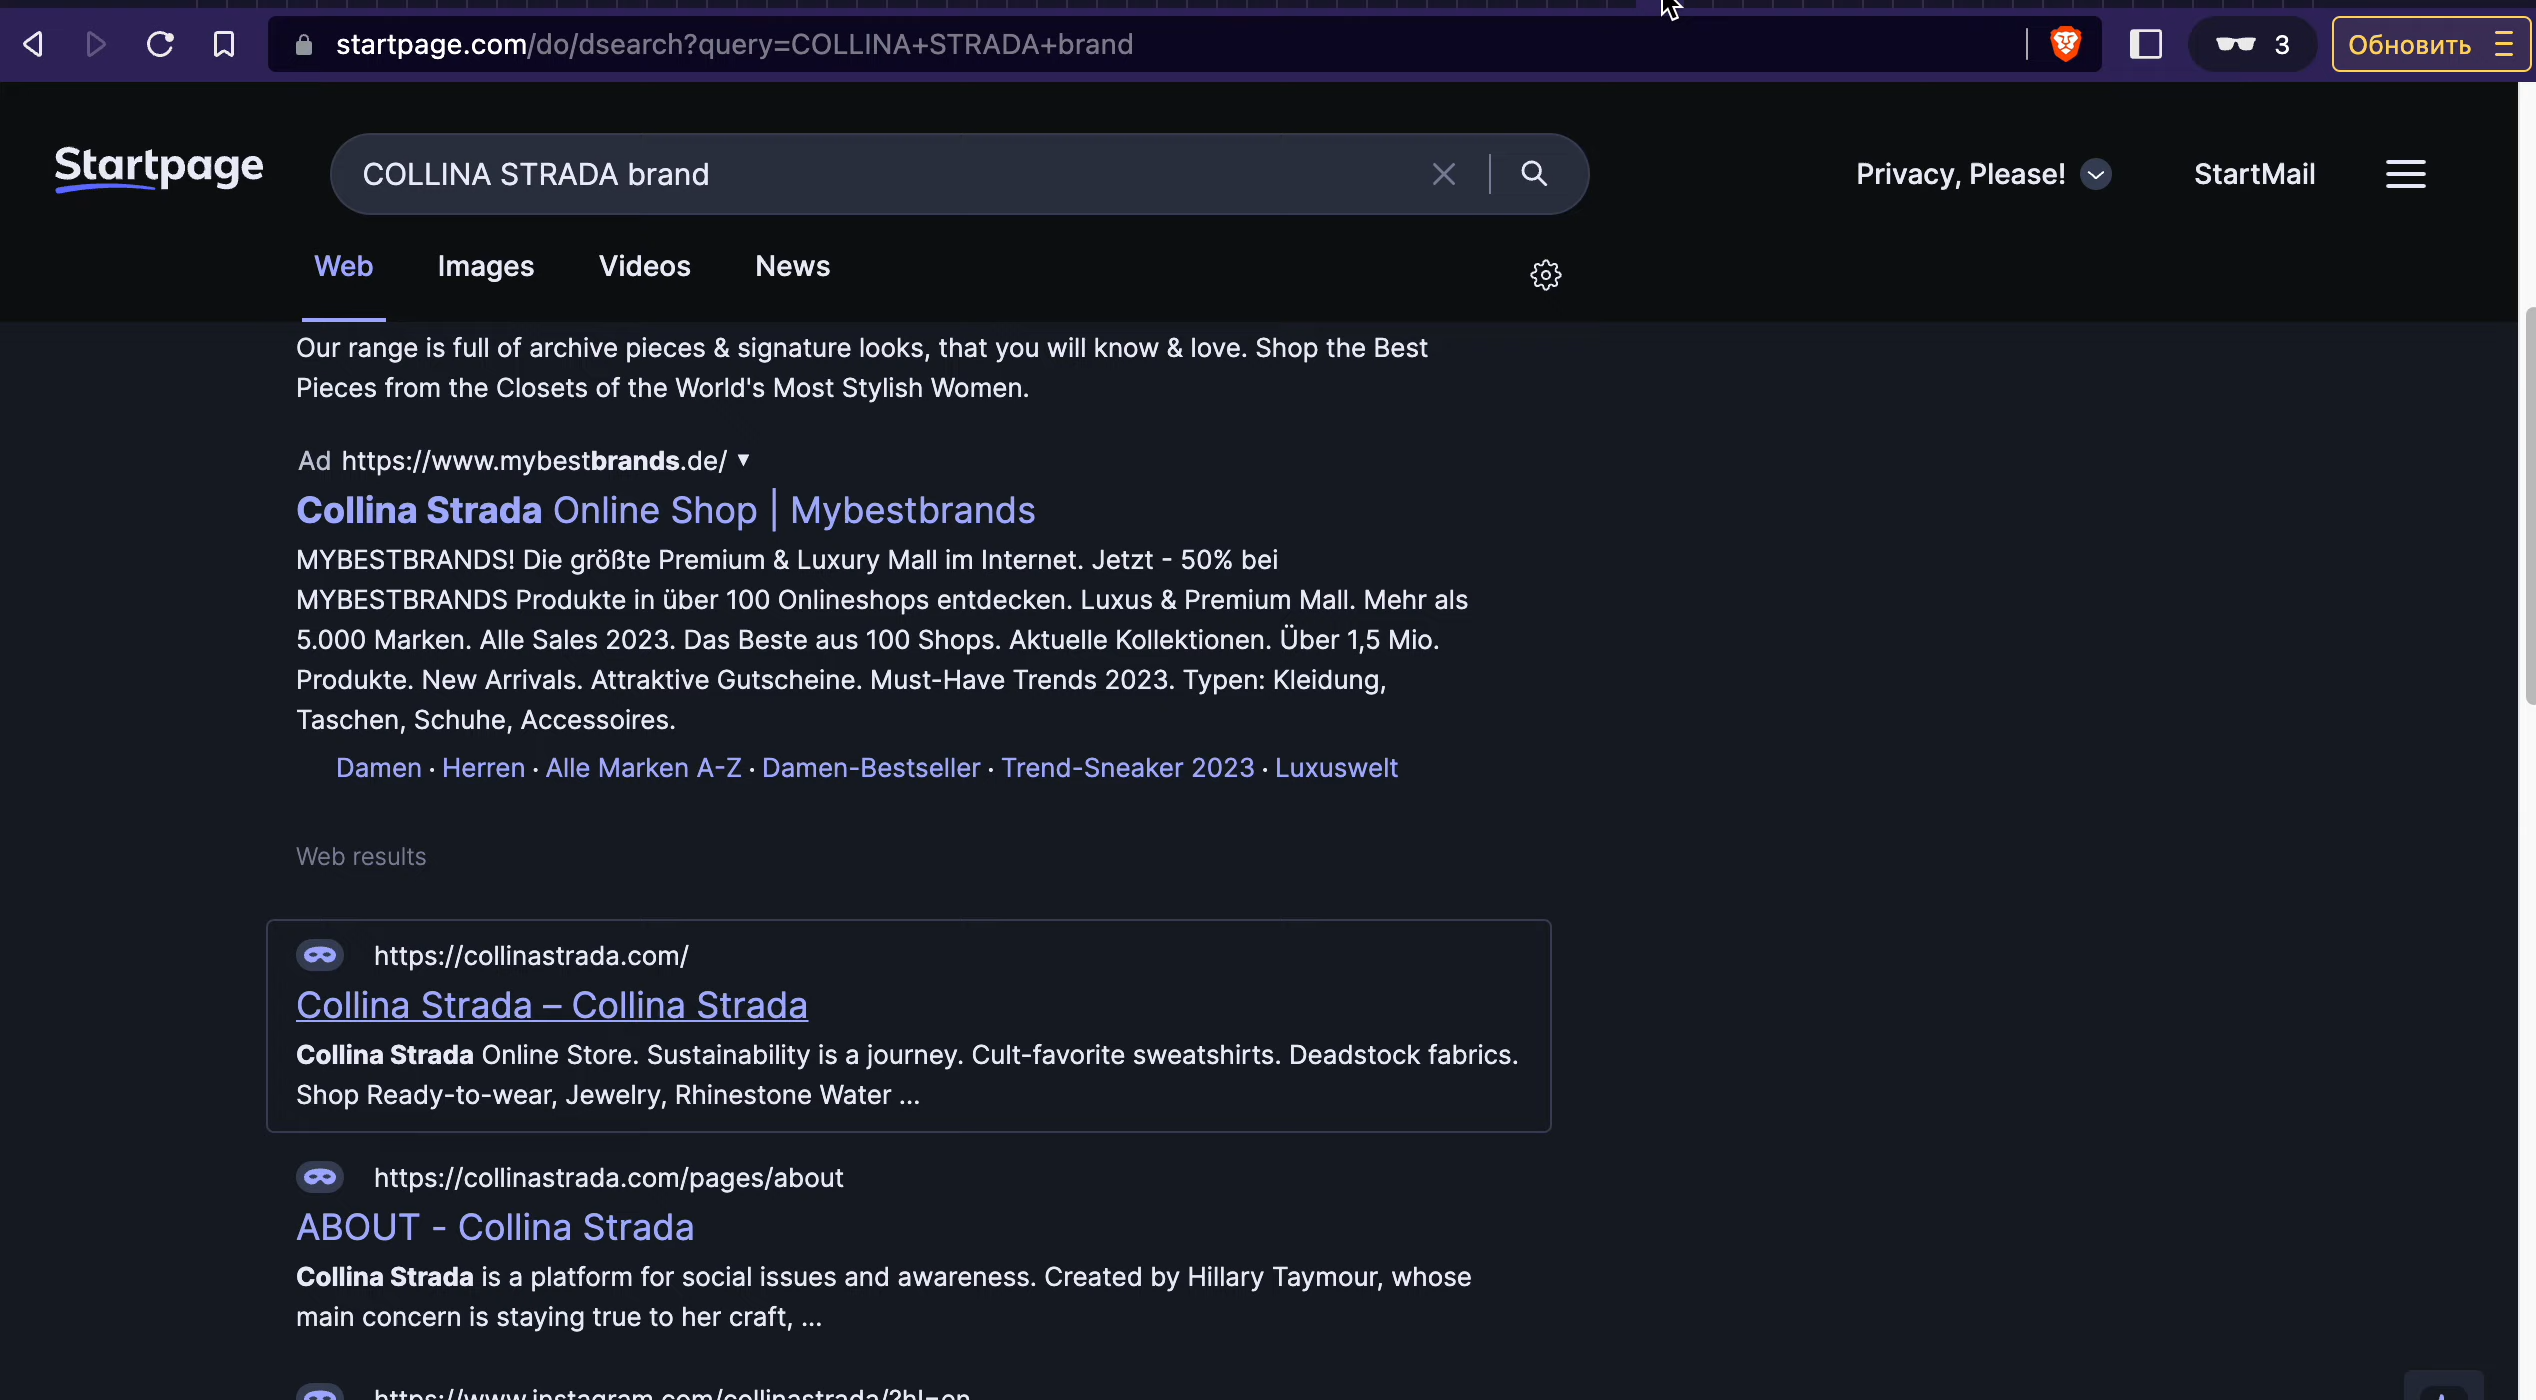 startpage.com/do/dsearch?query=COLLINA+STRADA+brand
3
Обновить
Startpage
COLLINA STRADA brand
Privacy, Please!
StartMail
Web
Images
Videos
News
Our range is full of archive pieces & signature looks, that you will know & love. Shop the Best
Pieces from the Closets of the World's Most Stylish Women.
Ad https://www.mybestbrands.de/ ▼
Collina Strada Online Shop | Mybestbrands
MYBESTBRANDS! Die größte Premium & Luxury Mall im Internet. Jetzt - 50% bei
MYBESTBRANDS Produkte in über 100 Onlineshops entdecken. Luxus & Premium Mall. Mehr als
5.000 Marken. Alle Sales 2023. Das Beste aus 100 Shops. Aktuelle Kollektionen. Über 1,5 Mio.
Produkte. New Arrivals. Attraktive Gutscheine. Must-Have Trends 2023. Typen: Kleidung,
Taschen, Schuhe, Accessoires.
Damen · Herren · Alle Marken A-Z · Damen-Bestseller · Trend-Sneaker 2023 · Luxuswelt
Web results
https://collinastrada.com/
Collina Strada – Collina Strada
Collina Strada Online Store. Sustainability is a journey. Cult-favorite sweatshirts. Deadstock fabrics.
Shop Ready-to-wear, Jewelry, Rhinestone Water ...
https://collinastrada.com/pages/about
ABOUT - Collina Strada
Collina Strada is a platform for social issues and awareness. Created by Hillary Taymour, whose
main concern is staying true to her craft, ...
https://www.instagram.com/collinastrada/?hl=en